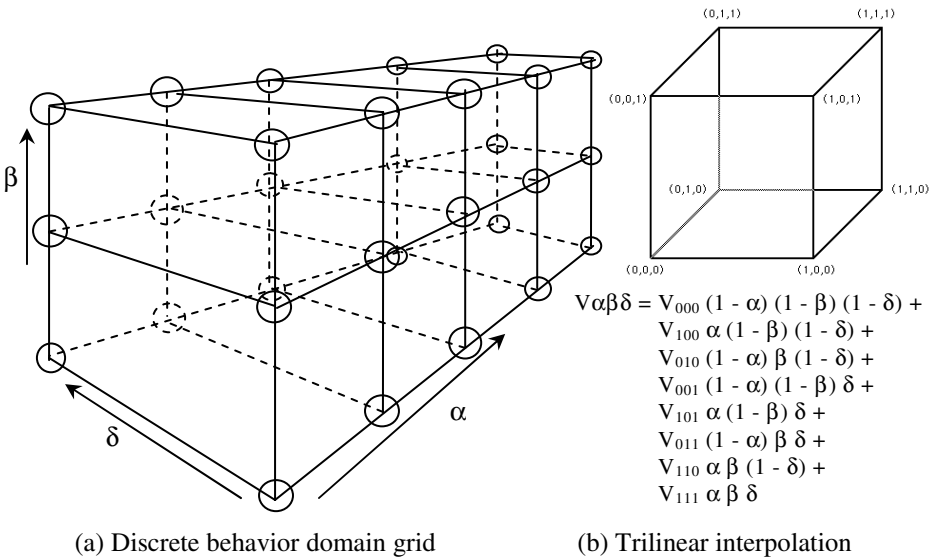 β
δ
α
(a) Discrete behavior domain grid
(0,1,1)
(1,1,1)
(0,0,1)
(1,0,1)
(0,1,0)
(1,1,0)
(0,0,0)
(1,0,0)
Vαβδ = V₀₀₀ (1 - α) (1 - β) (1 - δ) +
V₁₀₀ α (1 - β) (1 - δ) +
V₀₁₀ (1 - α) β (1 - δ) +
V₀₀₁ (1 - α) (1 - β) δ +
V₁₀₁ α (1 - β) δ +
V₀₁₁ (1 - α) β δ +
V₁₁₀ α β (1 - δ) +
V₁₁₁ α β δ
(b) Trilinear interpolation